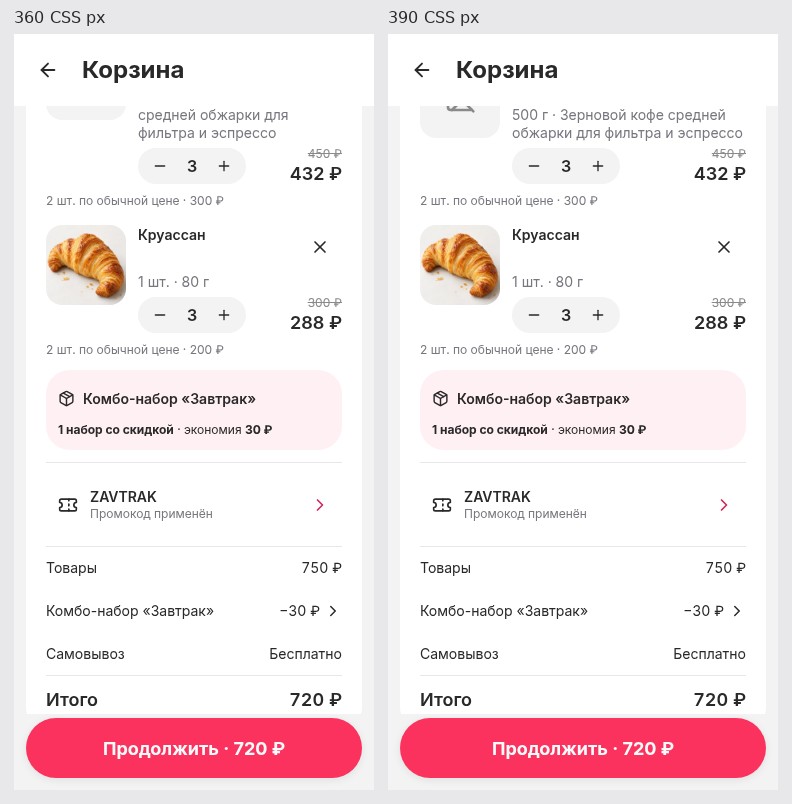 360 CSS px
Корзина
средней обжарки для
фильтра и эспрессо
− 3 +
450 ₽
432 ₽
2 шт. по обычной цене · 300 ₽
Круассан
1 шт. · 80 г
− 3 +
300 ₽
288 ₽
2 шт. по обычной цене · 200 ₽
Комбо-набор «Завтрак»
1 набор со скидкой · экономия 30 ₽
ZAVTRAK
Промокод применён
Товары 750 ₽
Комбо-набор «Завтрак» −30 ₽
Самовывоз Бесплатно
Итого 720 ₽
Продолжить · 720 ₽
390 CSS px
Корзина
500 г · Зерновой кофе средней
обжарки для фильтра и эспрессо
− 3 +
450 ₽
432 ₽
2 шт. по обычной цене · 300 ₽
Круассан
1 шт. · 80 г
− 3 +
300 ₽
288 ₽
2 шт. по обычной цене · 200 ₽
Комбо-набор «Завтрак»
1 набор со скидкой · экономия 30 ₽
ZAVTRAK
Промокод применён
Товары 750 ₽
Комбо-набор «Завтрак» −30 ₽
Самовывоз Бесплатно
Итого 720 ₽
Продолжить · 720 ₽